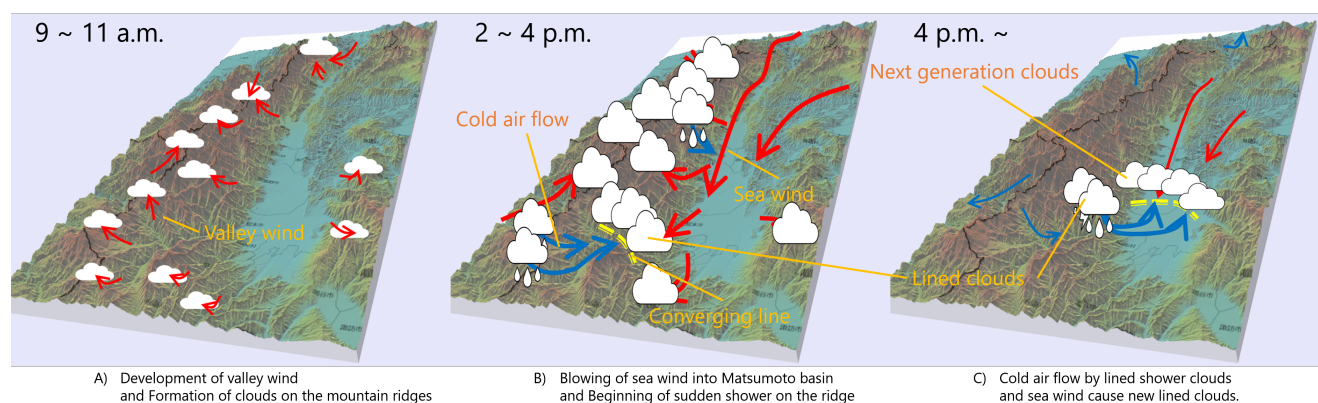 9 ~ 11 a.m.
2 ~ 4 p.m.
4 p.m. ~
Valley wind
Cold air flow
Sea wind
Converging line
Next generation clouds
Lined clouds
A) Development of valley wind
and Formation of clouds on the mountain ridges
B) Blowing of sea wind into Matsumoto basin
and Beginning of sudden shower on the ridge
C) Cold air flow by lined shower clouds
and sea wind cause new lined clouds.